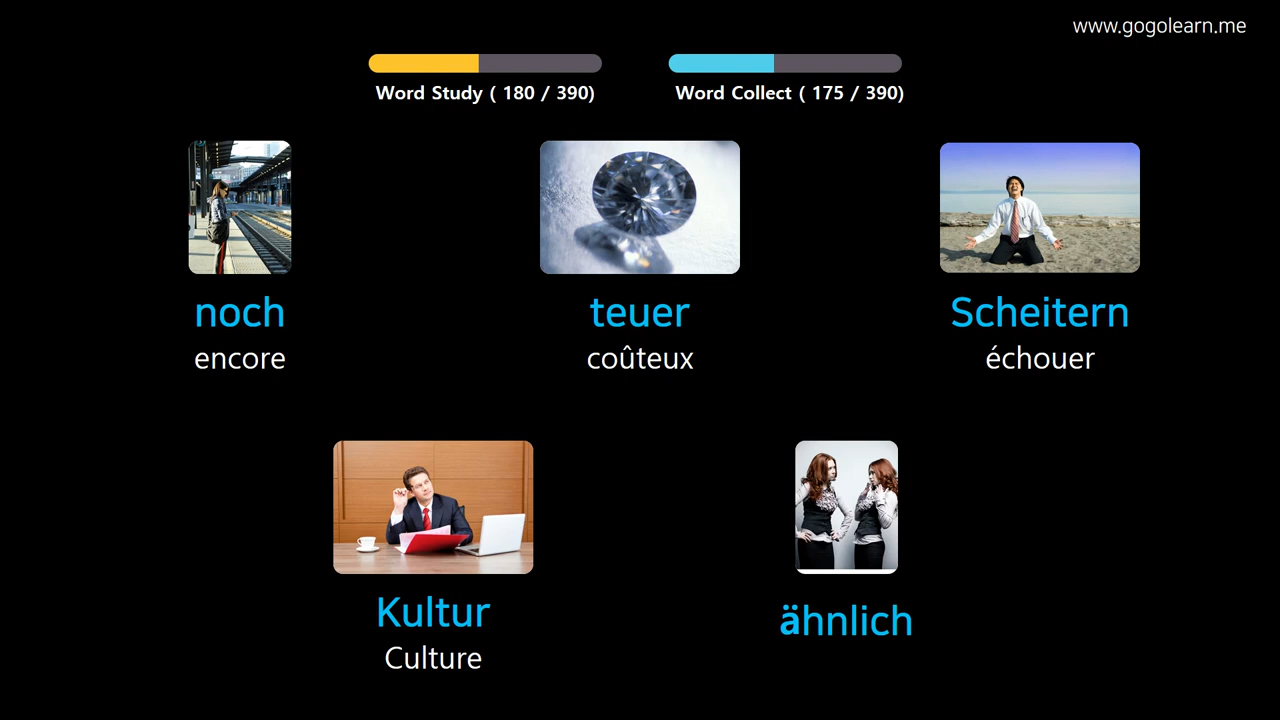 www.gogolearn.me
Word Study ( 180 / 390)
Word Collect ( 175 / 390)
noch
encore
teuer
coûteux
Scheitern
échouer
Kultur
Culture
ähnlich